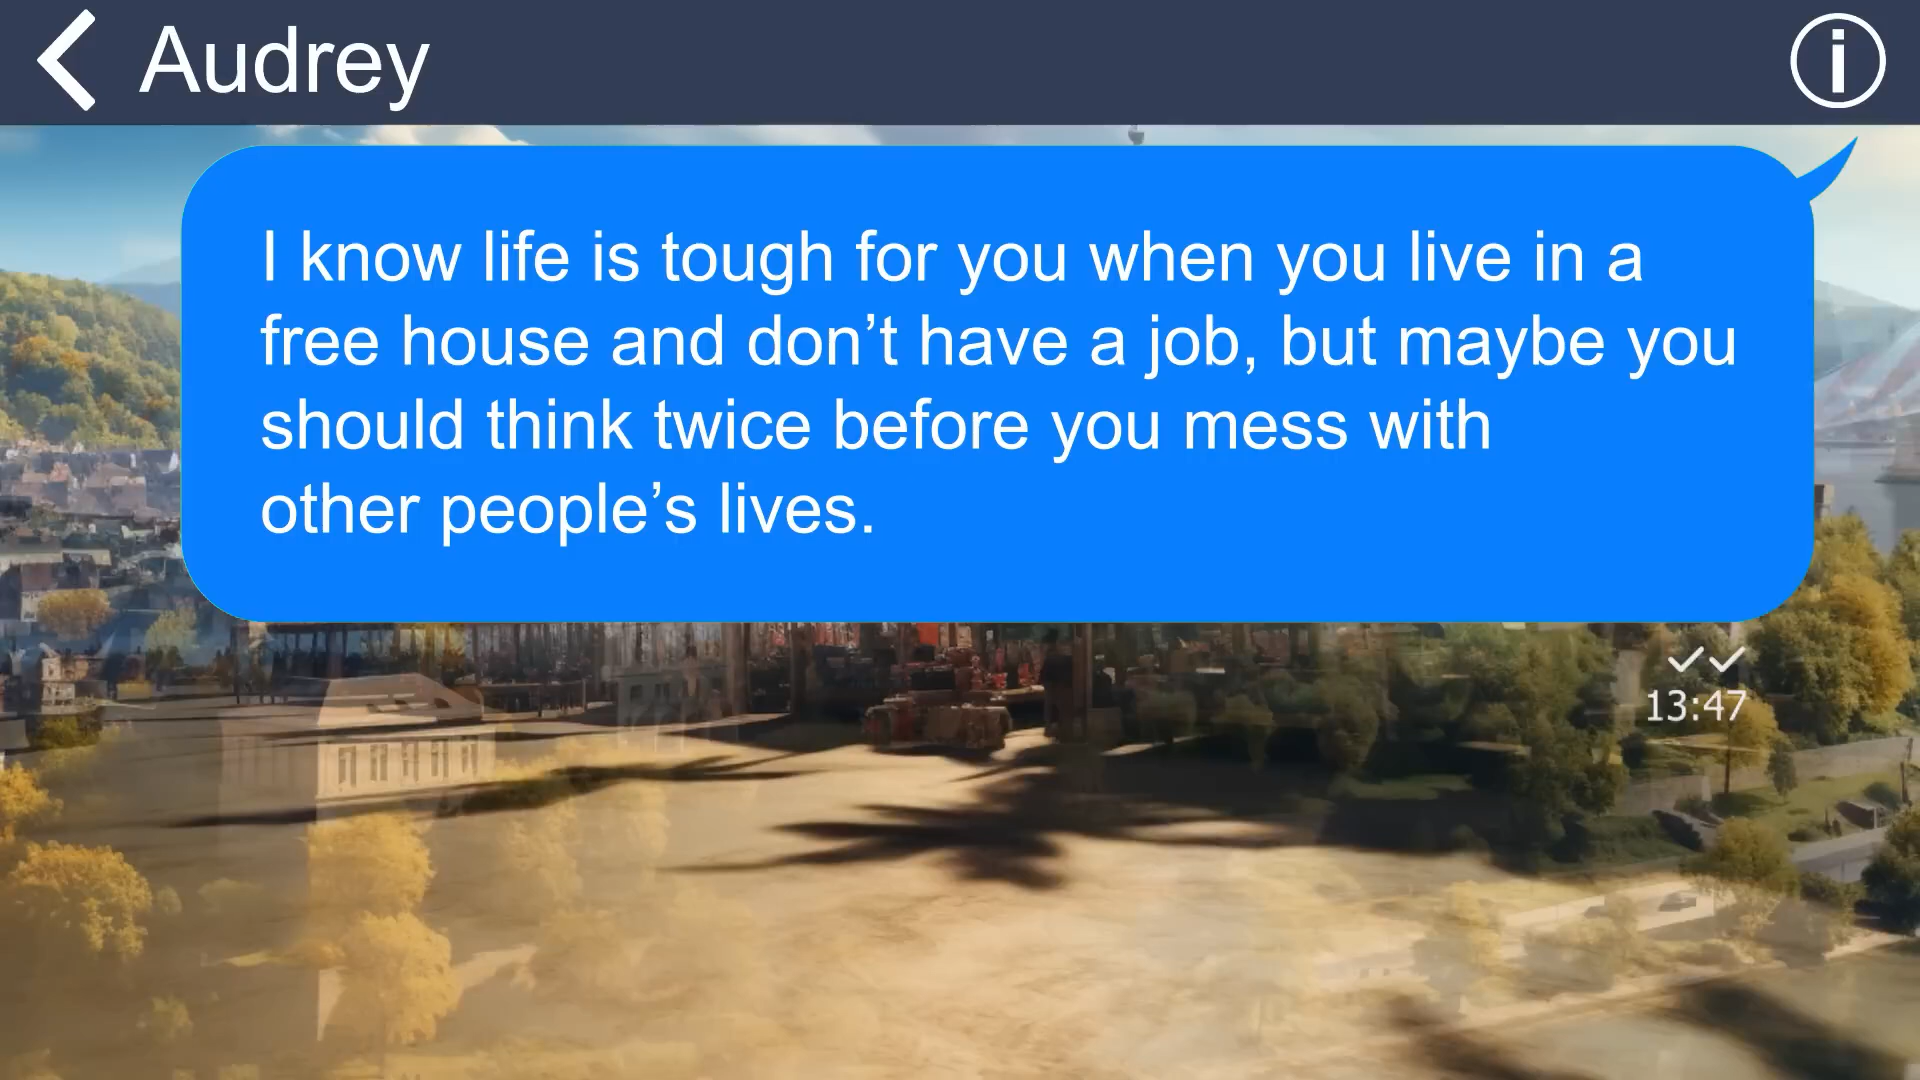 Audrey
I know life is tough for you when you live in a
free house and don’t have a job, but maybe you
should think twice before you mess with
other people’s lives.
13:47